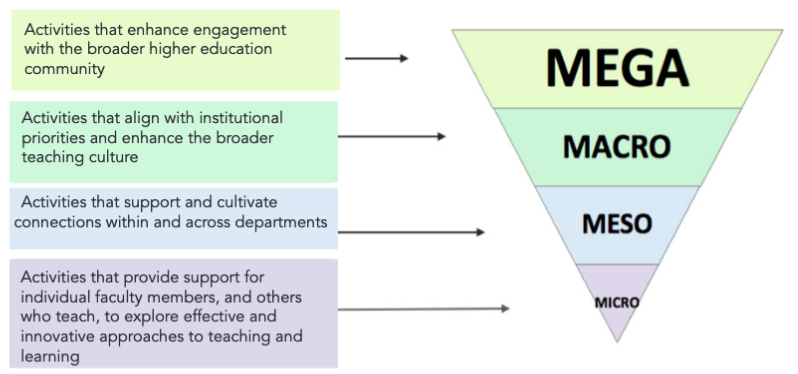 Activities that enhance engagement
with the broader higher education
community
MEGA
Activities that align with institutional
priorities and enhance the broader
teaching culture
MACRO
Activities that support and cultivate
connections within and across departments
MESO
Activities that provide support for
individual faculty members, and others
who teach, to explore effective and
innovative approaches to teaching and
learning
MICRO